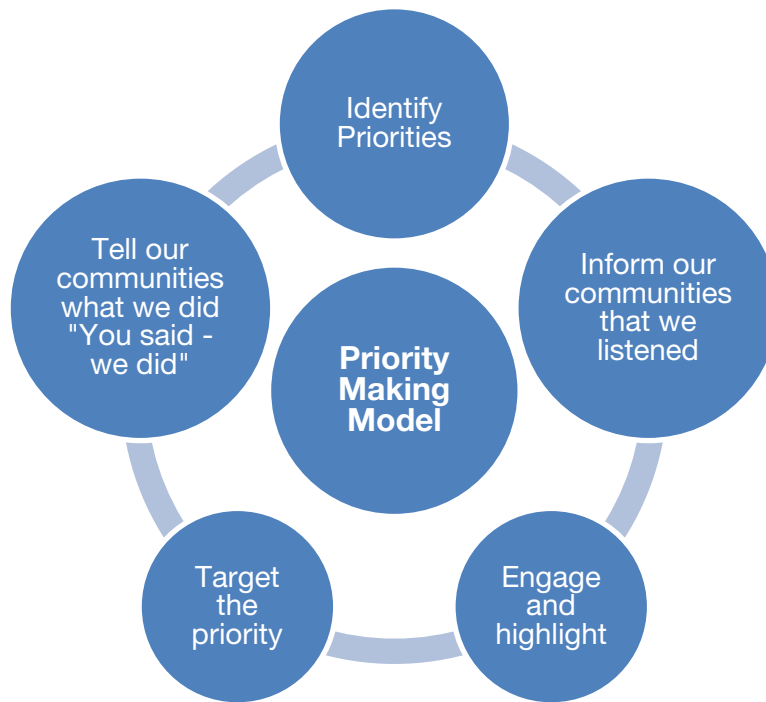 Identify
Priorities
Inform our
communities
that we
listened
Engage
and
highlight
Target
the
priority
Tell our
communities
what we did
"You said -
we did"
Priority
Making
Model